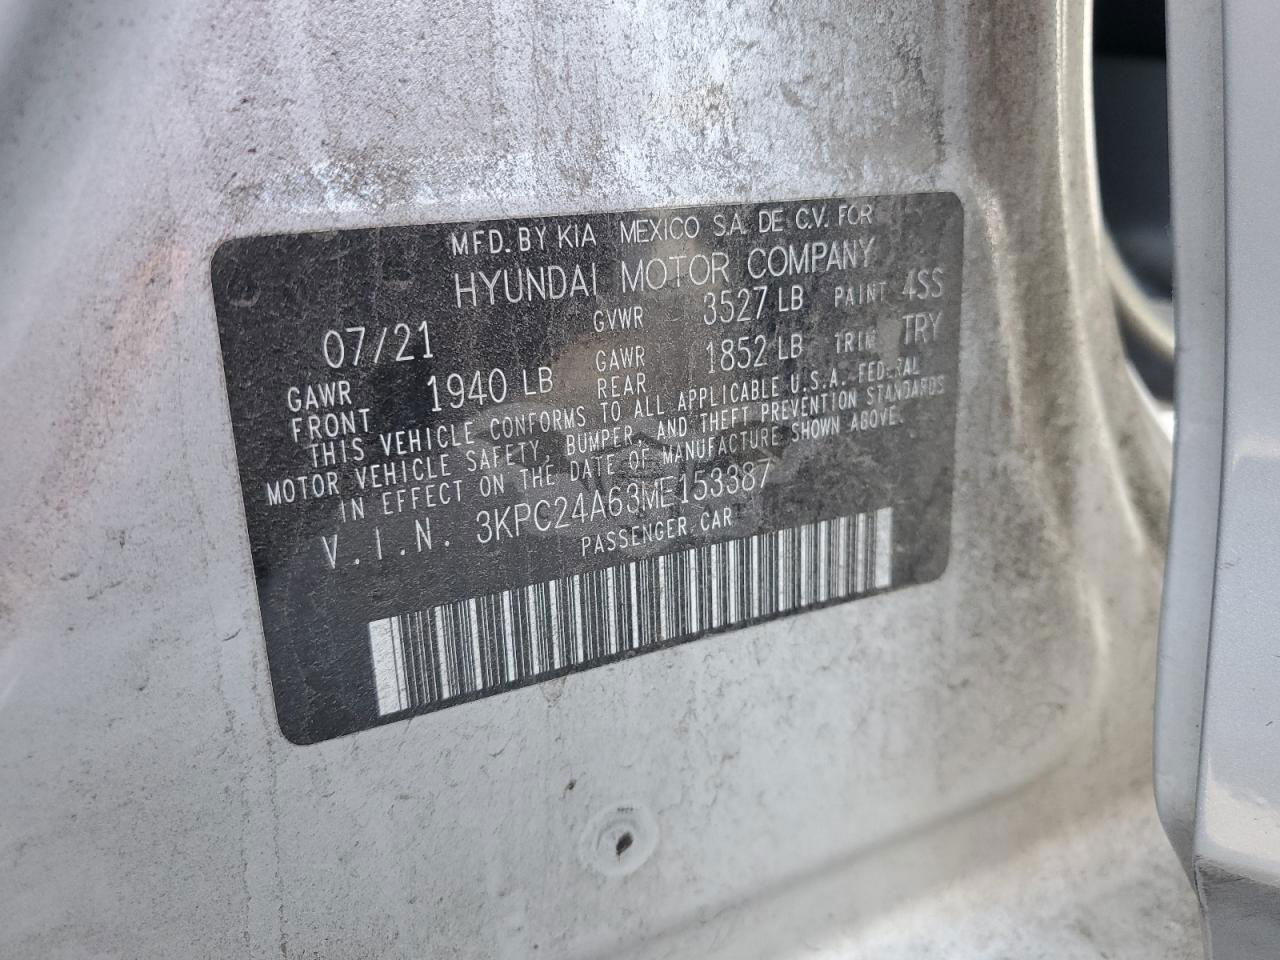 MFD. BY KIA MEXICO S.A. DE C.V. FOR
HYUNDAI MOTOR COMPANY
07/21 GVWR 3527 LB PAINT 4SS
GAWR FRONT 1940 LB GAWR REAR 1852 LB TRIM TRY
THIS VEHICLE CONFORMS TO ALL APPLICABLE U.S.A. FEDERAL
MOTOR VEHICLE SAFETY, BUMPER, AND THEFT PREVENTION STANDARDS
IN EFFECT ON THE DATE OF MANUFACTURE SHOWN ABOVE.
V.I.N. 3KPC24A63ME153387
PASSENGER CAR